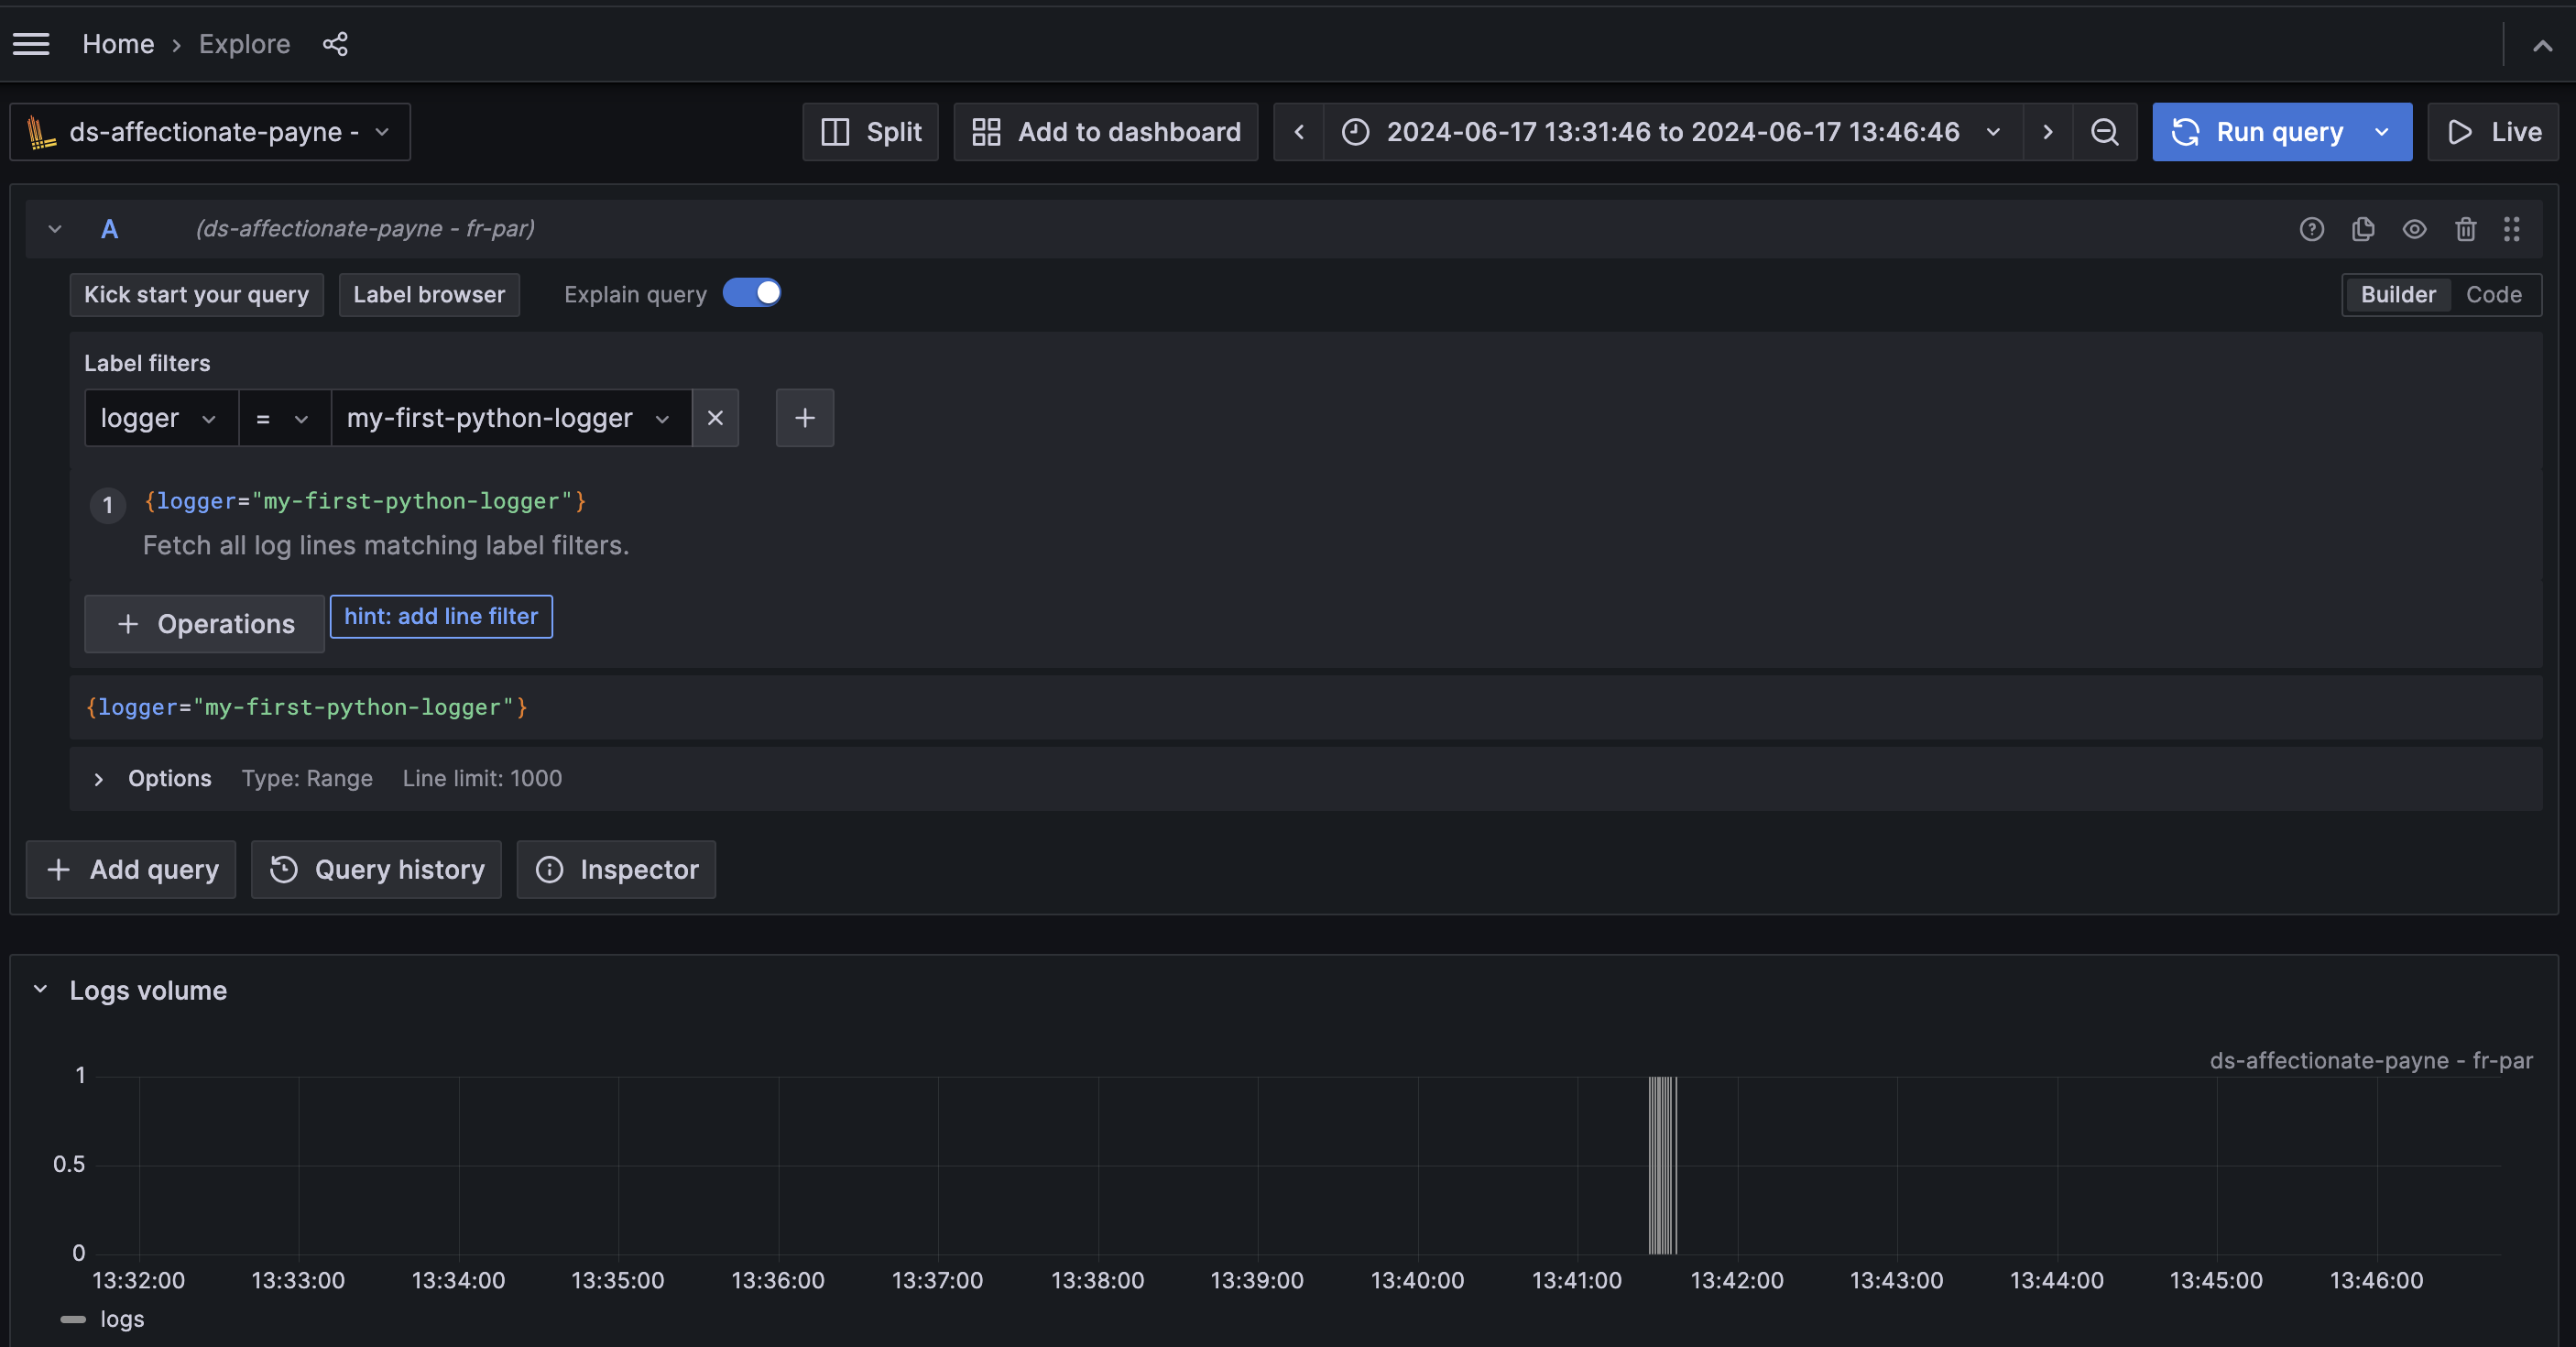 Home › Explore
ds-affectionate-payne -
Split
Add to dashboard
2024-06-17 13:31:46 to 2024-06-17 13:46:46
Run query
Live
A (ds-affectionate-payne - fr-par)
Kick start your query
Label browser
Explain query
Builder
Code
Label filters
logger = my-first-python-logger
1 {logger="my-first-python-logger"}
Fetch all log lines matching label filters.
+ Operations
hint: add line filter
{logger="my-first-python-logger"}
Options Type: Range Line limit: 1000
+ Add query
Query history
Inspector
Logs volume
ds-affectionate-payne - fr-par
1
0.5
0
13:32:00 13:33:00 13:34:00 13:35:00 13:36:00 13:37:00 13:38:00 13:39:00 13:40:00 13:41:00 13:42:00 13:43:00 13:44:00 13:45:00 13:46:00
logs